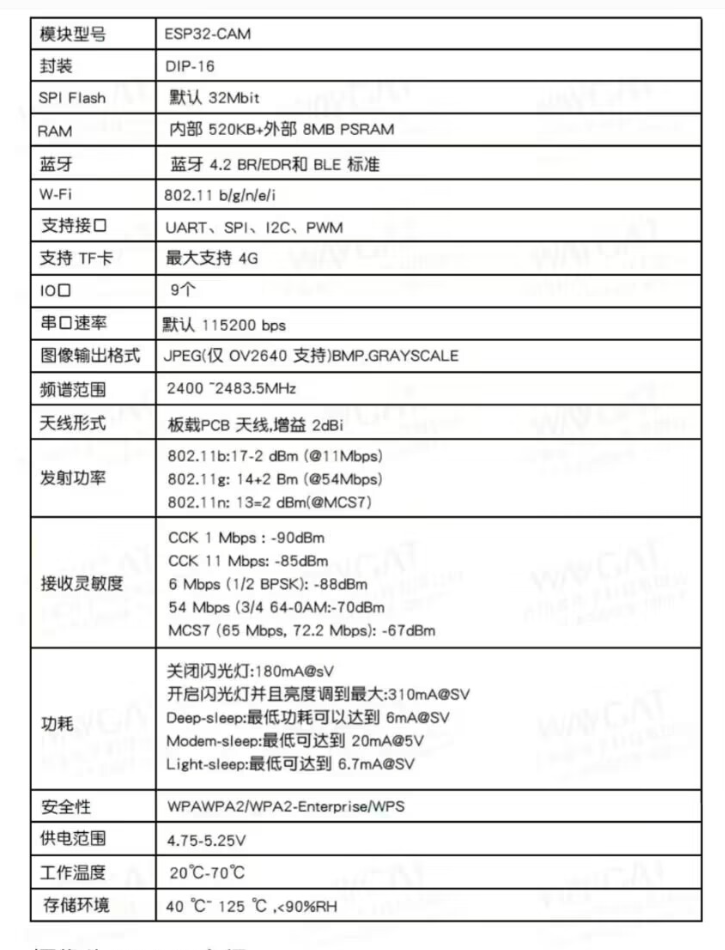 模块型号 ESP32-CAM
封装 DIP-16
SPI Flash 默认 32Mbit
RAM 内部 520KB+外部 8MB PSRAM
蓝牙 蓝牙 4.2 BR/EDR和 BLE 标准
W-Fi 802.11 b/g/n/e/i
支持接口 UART、SPI、I2C、PWM
支持 TF卡 最大支持 4G
IO口 9个
串口速率 默认 115200 bps
图像输出格式 JPEG(仅 OV2640 支持)BMP.GRAYSCALE
频谱范围 2400 ~2483.5MHz
天线形式 板载PCB 天线,增益 2dBi
发射功率 802.11b:17-2 dBm (@11Mbps)
802.11g: 14+2 Bm (@54Mbps)
802.11n: 13=2 dBm(@MCS7)
接收灵敏度 CCK 1 Mbps : -90dBm
CCK 11 Mbps: -85dBm
6 Mbps (1/2 BPSK): -88dBm
54 Mbps (3/4 64-0AM:-70dBm
MCS7 (65 Mbps, 72.2 Mbps): -67dBm
功耗 关闭闪光灯:180mA@sV
开启闪光灯并且亮度调到最大:310mA@SV
Deep-sleep:最低功耗可以达到 6mA@SV
Modem-sleep:最低可达到 20mA@5V
Light-sleep:最低可达到 6.7mA@SV
安全性 WPAWPA2/WPA2-Enterprise/WPS
供电范围 4.75-5.25V
工作温度 20℃-70℃
存储环境 40 ℃~ 125 ℃ ,<90%RH